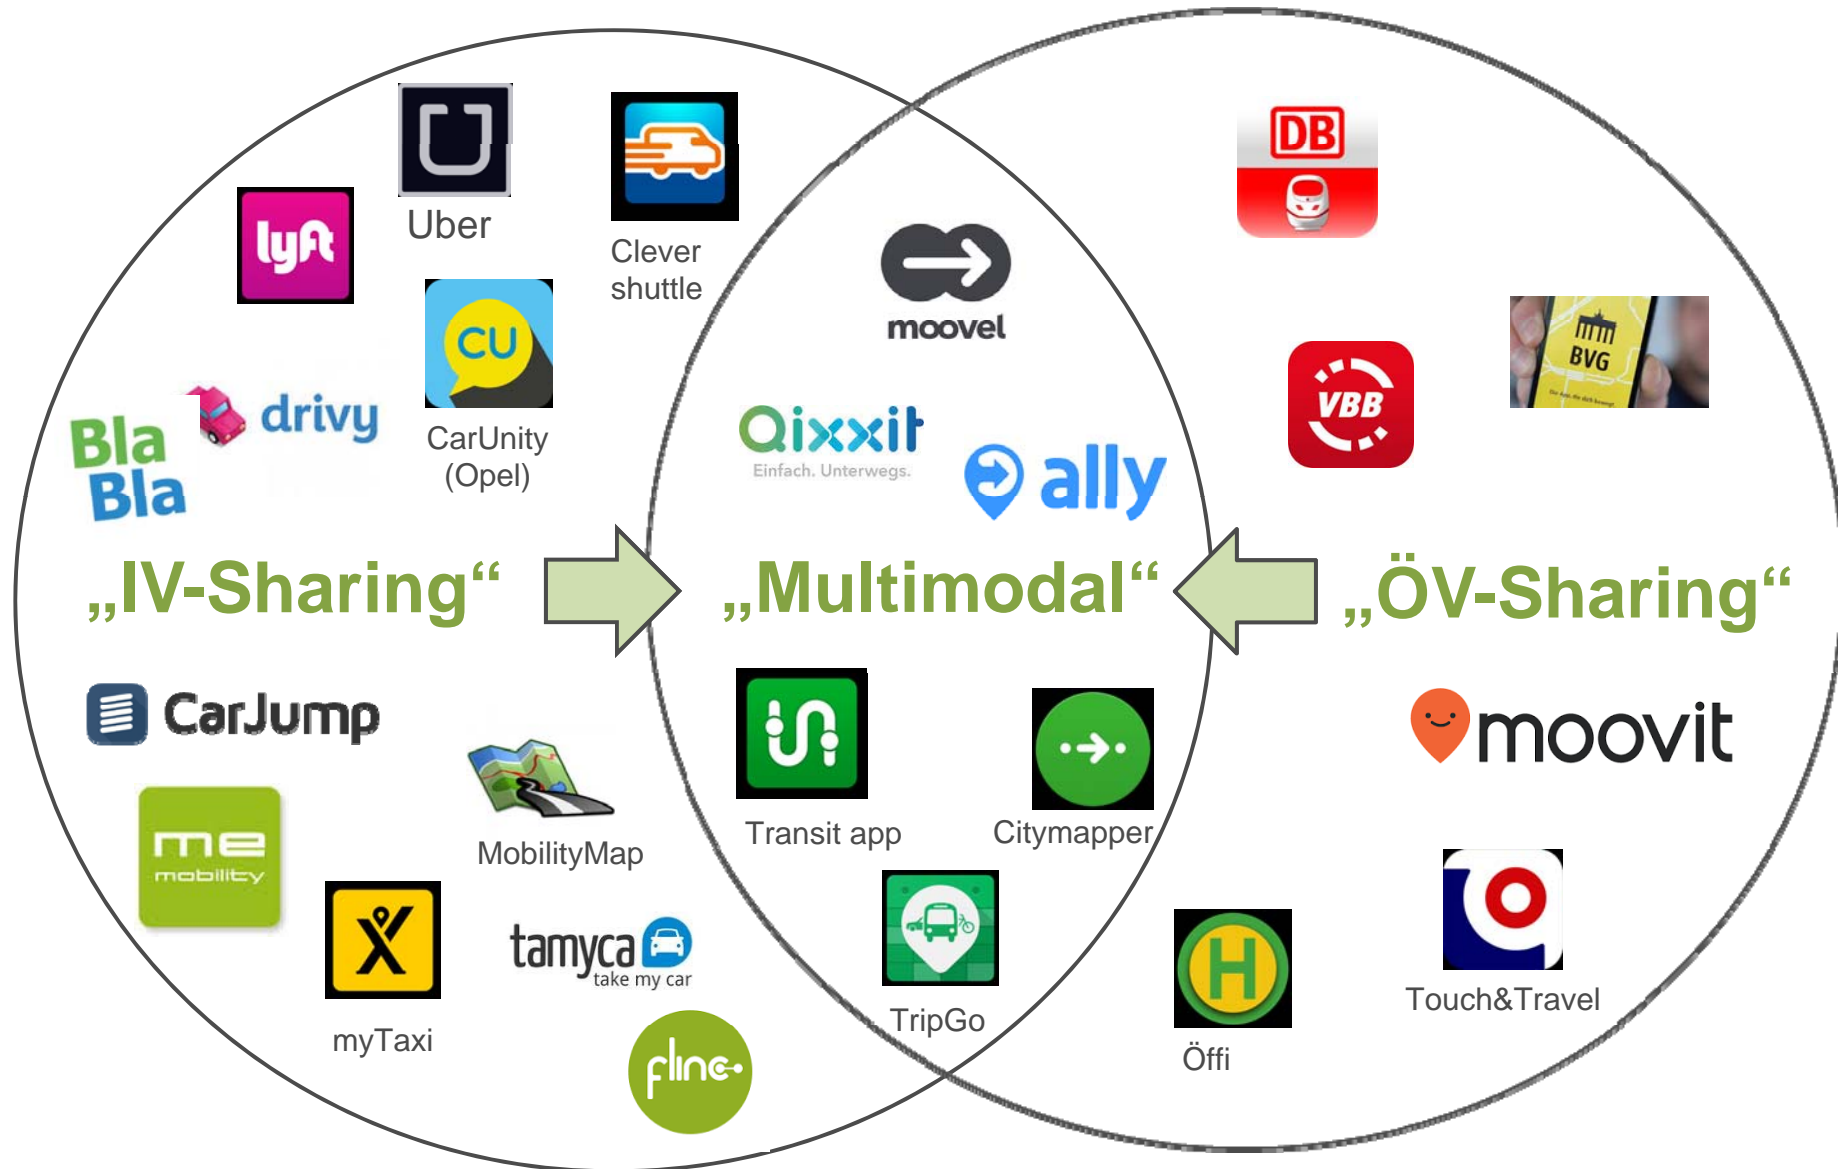 Uber
Clever
shuttle
DB
lyft
moovel
BVG
VBB
CU
drivy
Bla
Bla
CarUnity
(Opel)
Qixxit
Einfach. Unterwegs.
ally
„IV-Sharing“
„Multimodal“
„ÖV-Sharing“
CarJump
moovit
MobilityMap
Transit app
Citymapper
me
mobility
myTaxi
tamyca
take my car
TripGo
H
Öffi
Touch&Travel
flinc